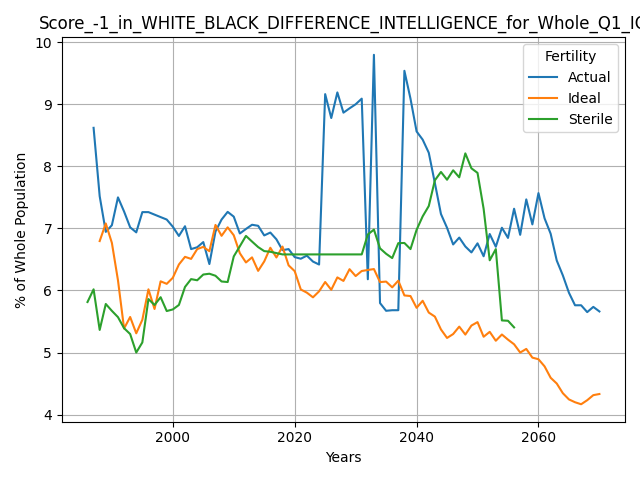 Score_-1_in_WHITE_BLACK_DIFFERENCE_INTELLIGENCE_for_Whole_Q1_IC
10
9
8
7
6
5
4
% of Whole Population
Fertility
Actual
Ideal
Sterile
2000
2020
2040
2060
Years